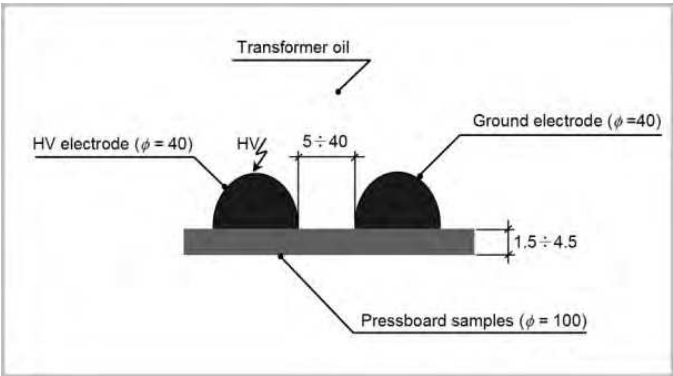 Transformer oil
Ground electrode (ϕ=40)
HV electrode (ϕ = 40)
HV
5÷40
1.5÷4.5
Pressboard samples (ϕ = 100)